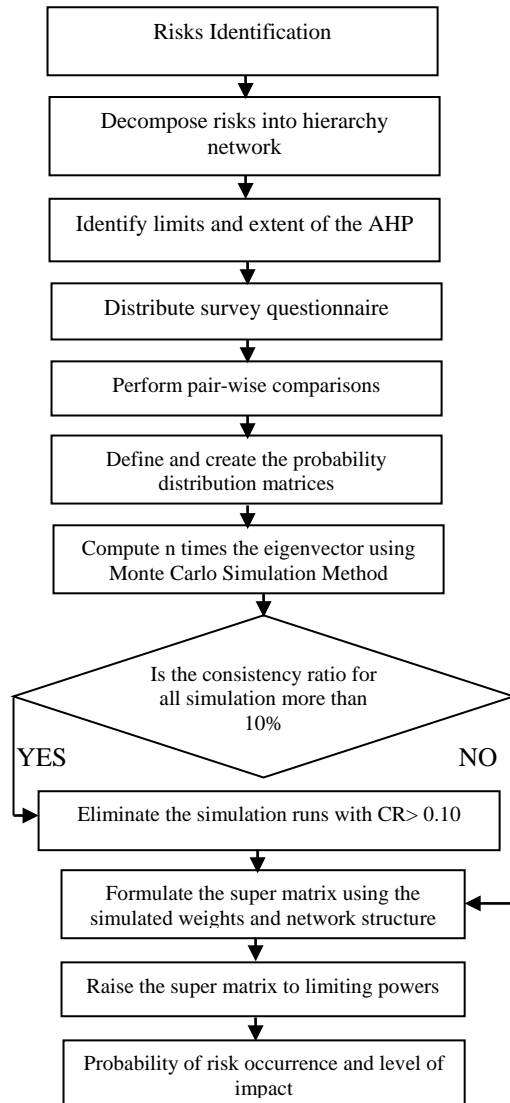 Risks Identification
Decompose risks into hierarchy
network
Identify limits and extent of the AHP
Distribute survey questionnaire
Perform pair-wise comparisons
Define and create the probability
distribution matrices
Compute n times the eigenvector using
Monte Carlo Simulation Method
Is the consistency ratio for
all simulation more than
10%
YES
NO
Eliminate the simulation runs with CR> 0.10
Formulate the super matrix using the
simulated weights and network structure
Raise the super matrix to limiting powers
Probability of risk occurrence and level of
impact